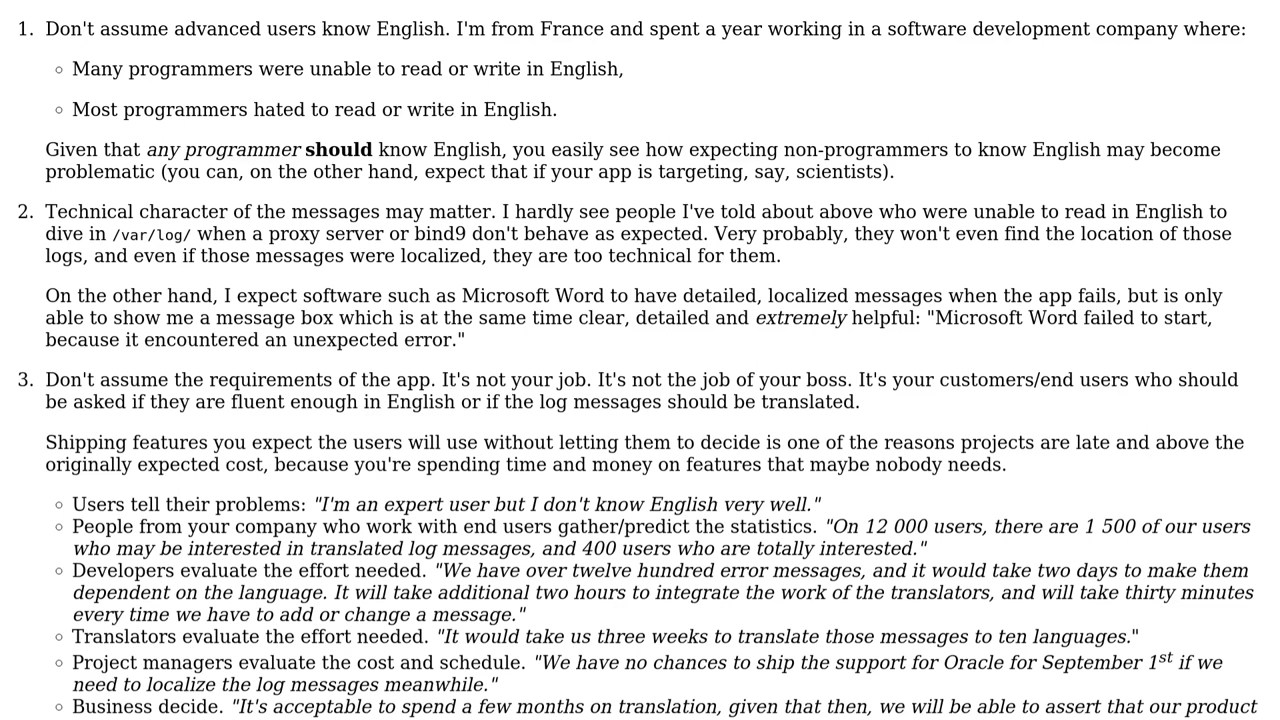 1. Don't assume advanced users know English. I'm from France and spent a year working in a software development company where:
◦ Many programmers were unable to read or write in English,
◦ Most programmers hated to read or write in English.
Given that any programmer should know English, you easily see how expecting non-programmers to know English may become
problematic (you can, on the other hand, expect that if your app is targeting, say, scientists).
2. Technical character of the messages may matter. I hardly see people I've told about above who were unable to read in English to
dive in /var/log/ when a proxy server or bind9 don't behave as expected. Very probably, they won't even find the location of those
logs, and even if those messages were localized, they are too technical for them.
On the other hand, I expect software such as Microsoft Word to have detailed, localized messages when the app fails, but is only
able to show me a message box which is at the same time clear, detailed and extremely helpful: "Microsoft Word failed to start,
because it encountered an unexpected error."
3. Don't assume the requirements of the app. It's not your job. It's not the job of your boss. It's your customers/end users who should
be asked if they are fluent enough in English or if the log messages should be translated.
Shipping features you expect the users will use without letting them to decide is one of the reasons projects are late and above the
originally expected cost, because you're spending time and money on features that maybe nobody needs.
◦ Users tell their problems: "I'm an expert user but I don't know English very well."
◦ People from your company who work with end users gather/predict the statistics. "On 12 000 users, there are 1 500 of our users
who may be interested in translated log messages, and 400 users who are totally interested."
◦ Developers evaluate the effort needed. "We have over twelve hundred error messages, and it would take two days to make them
dependent on the language. It will take additional two hours to integrate the work of the translators, and will take thirty minutes
every time we have to add or change a message."
◦ Translators evaluate the effort needed. "It would take us three weeks to translate those messages to ten languages."
◦ Project managers evaluate the cost and schedule. "We have no chances to ship the support for Oracle for September 1st if we
need to localize the log messages meanwhile."
◦ Business decide. "It's acceptable to spend a few months on translation, given that then, we will be able to assert that our product